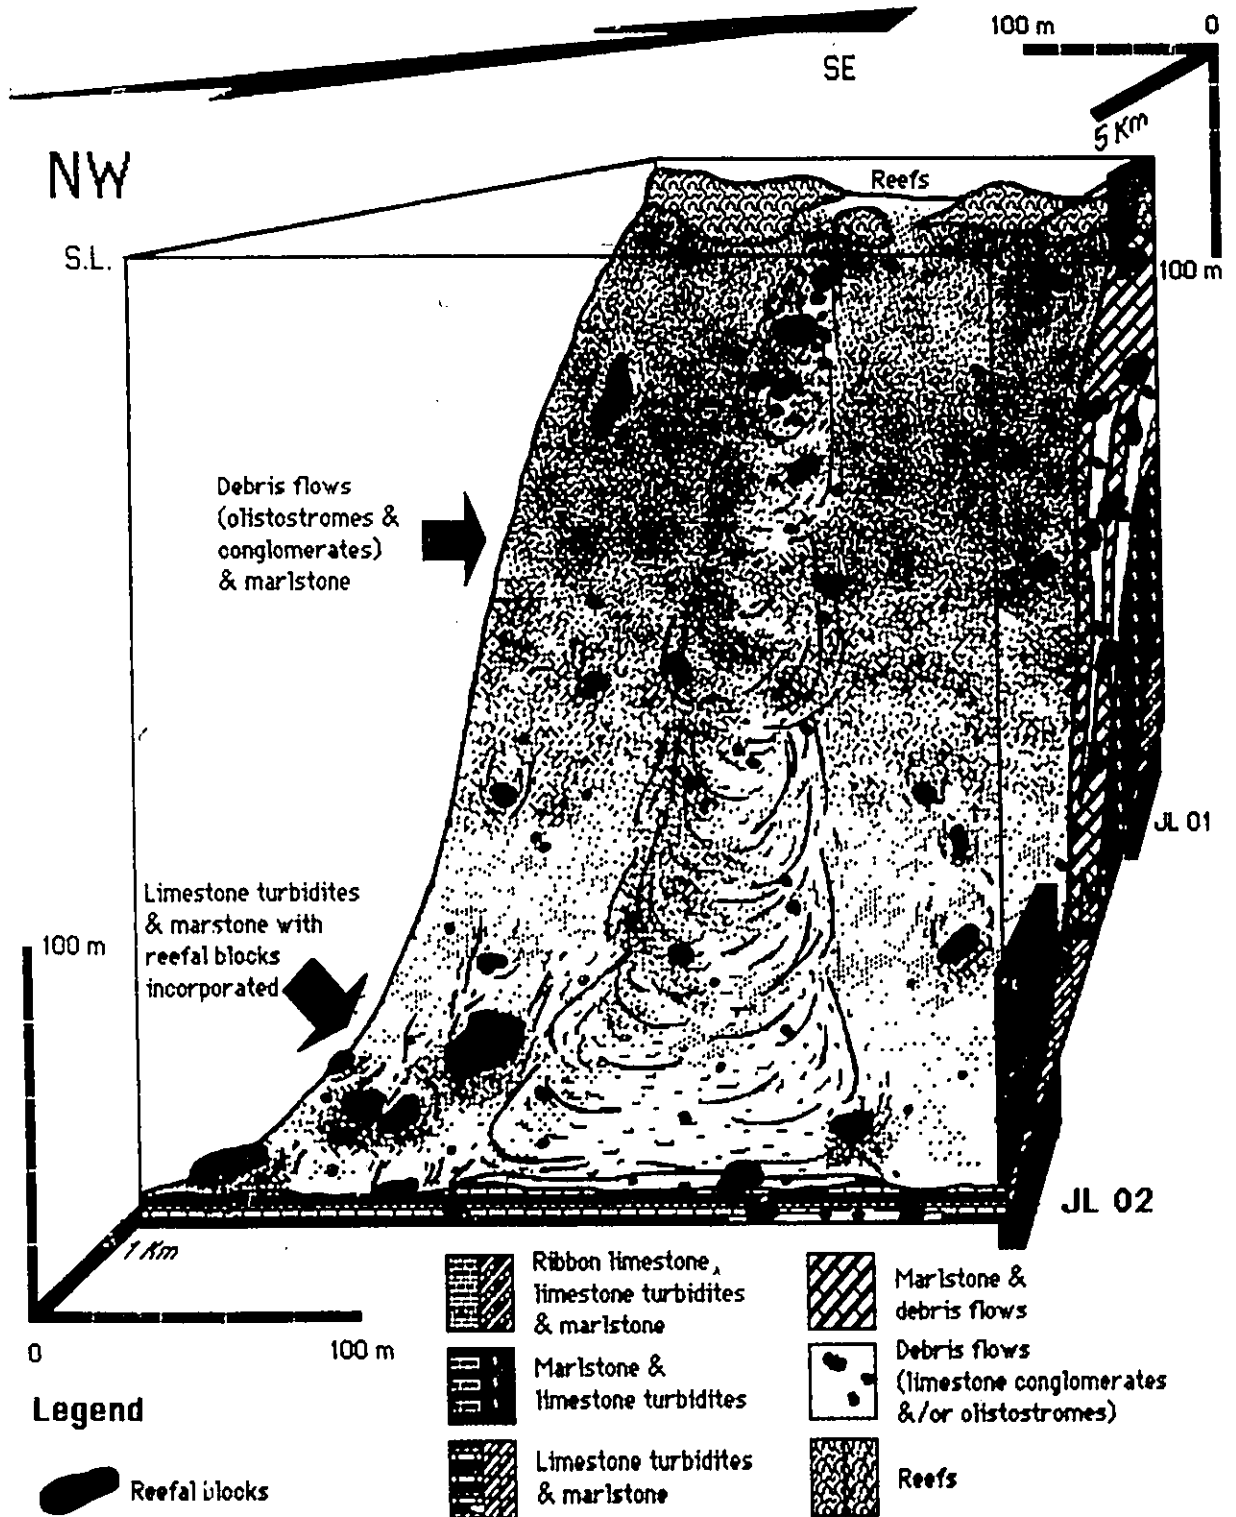 100 m
0
SE
5 Km
NW
Reefs
S.L.
100 m
Debris flows
(olistostromes &
conglomerates)
& marlstone
JL 01
Limestone turbidites
& marstone with
reefal blocks
incorporated
100 m
JL 02
1 Km
0
100 m
Ribbon limestone,
limestone turbidites
& marlstone
Marlstone &
debris flows
Marlstone &
limestone turbidites
Debris flows
(limestone conglomerates
&/or olistostromes)
Legend
Reefal blocks
Limestone turbidites
& marlstone
Reefs